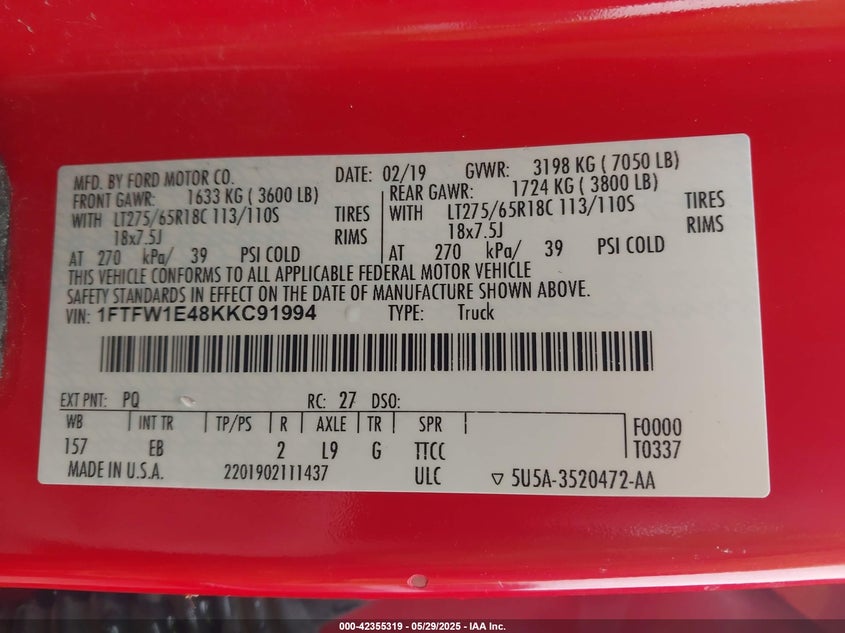 MFD. BY FORD MOTOR CO. DATE: 02/19 GVWR: 3198 KG ( 7050 LB)
FRONT GAWR: 1633 KG ( 3600 LB) REAR GAWR: 1724 KG ( 3800 LB)
WITH LT275/65R18C 113/110S TIRES WITH LT275/65R18C 113/110S TIRES
18x7.5J RIMS 18x7.5J RIMS
AT 270 kPa/ 39 PSI COLD AT 270 kPa/ 39 PSI COLD
THIS VEHICLE CONFORMS TO ALL APPLICABLE FEDERAL MOTOR VEHICLE
SAFETY STANDARDS IN EFFECT ON THE DATE OF MANUFACTURE SHOWN ABOVE.
VIN: 1FTFW1E48KKC91994 TYPE: Truck
EXT PNT: PQ RC: 27 DSO:
WB INT TR TP/PS R AXLE TR SPR F0000
157 EB 2 L9 G TTCC T0337
MADE IN U.S.A. 2201902111437 ULC ▽ 5U5A-3520472-AA
000-42355319 | 05/29/2025 - IAA Inc.